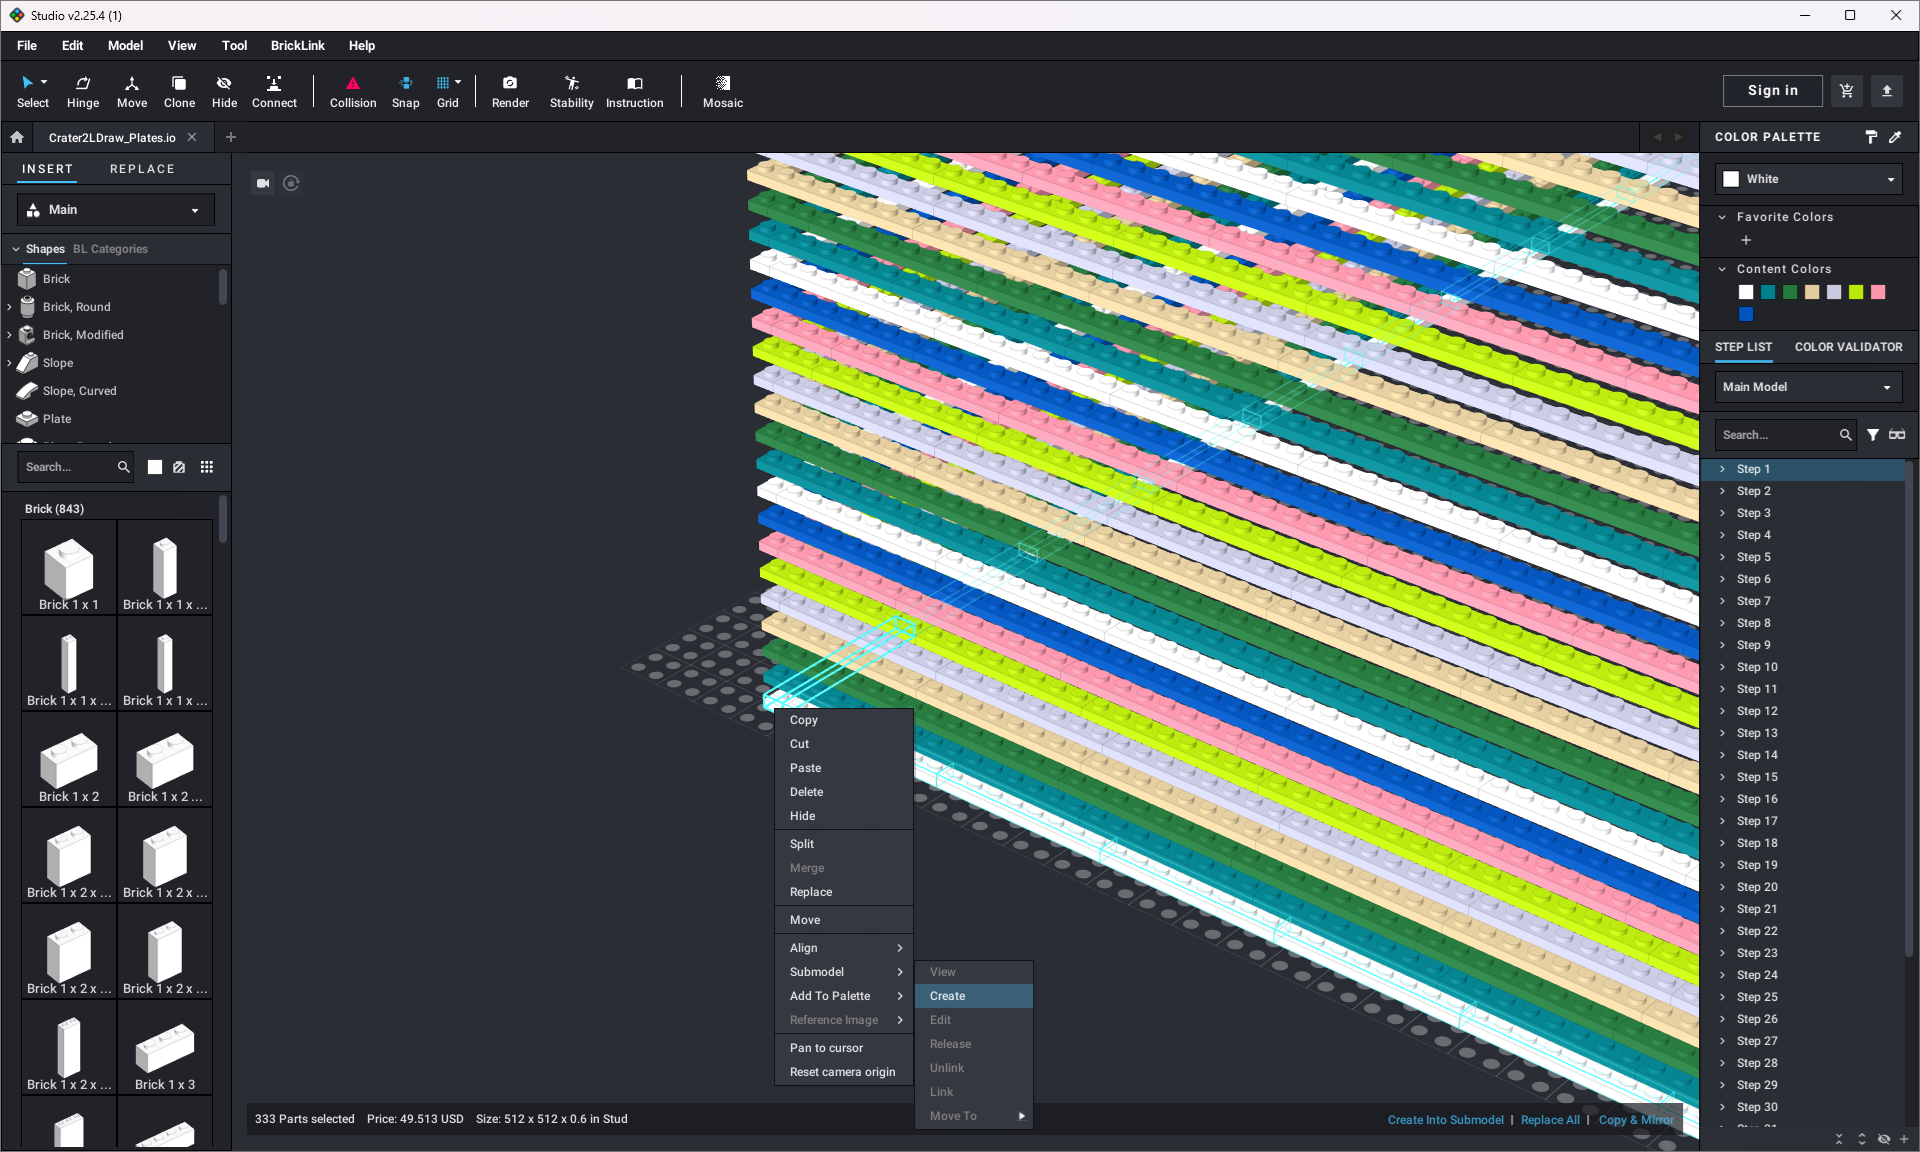 Studio v2.25.4 (1)
File Edit Model View Tool BrickLink Help
Select Hinge Move Clone Hide Connect Collision Snap Grid Render Stability Instruction Mosaic
Sign in
Crater2LDraw_Plates.io
INSERT REPLACE
Main
Shapes BL Categories
Brick
Brick, Round
Brick, Modified
Slope
Slope, Curved
Plate
Search...
Brick (843)
Brick 1 x 1 Brick 1 x 1 x ...
Brick 1 x 1 x ... Brick 1 x 1 x ...
Brick 1 x 2 Brick 1 x 2 ...
Brick 1 x 2 x ... Brick 1 x 2 x ...
Brick 1 x 2 x ... Brick 1 x 2 x ...
Brick 1 x 2 x ... Brick 1 x 3
Copy
Cut
Paste
Delete
Hide
Split
Merge
Replace
Move
Align
Submodel
Add To Palette
Reference Image
Pan to cursor
Reset camera origin
View
Create
Edit
Release
Unlink
Link
Move To
333 Parts selected Price: 49.513 USD Size: 512 x 512 x 0.6 in Stud
Create Into Submodel | Replace All | Copy & Mirror
COLOR PALETTE
White
Favorite Colors
Content Colors
STEP LIST COLOR VALIDATOR
Main Model
Search...
Step 1
Step 2
Step 3
Step 4
Step 5
Step 6
Step 7
Step 8
Step 9
Step 10
Step 11
Step 12
Step 13
Step 14
Step 15
Step 16
Step 17
Step 18
Step 19
Step 20
Step 21
Step 22
Step 23
Step 24
Step 25
Step 26
Step 27
Step 28
Step 29
Step 30